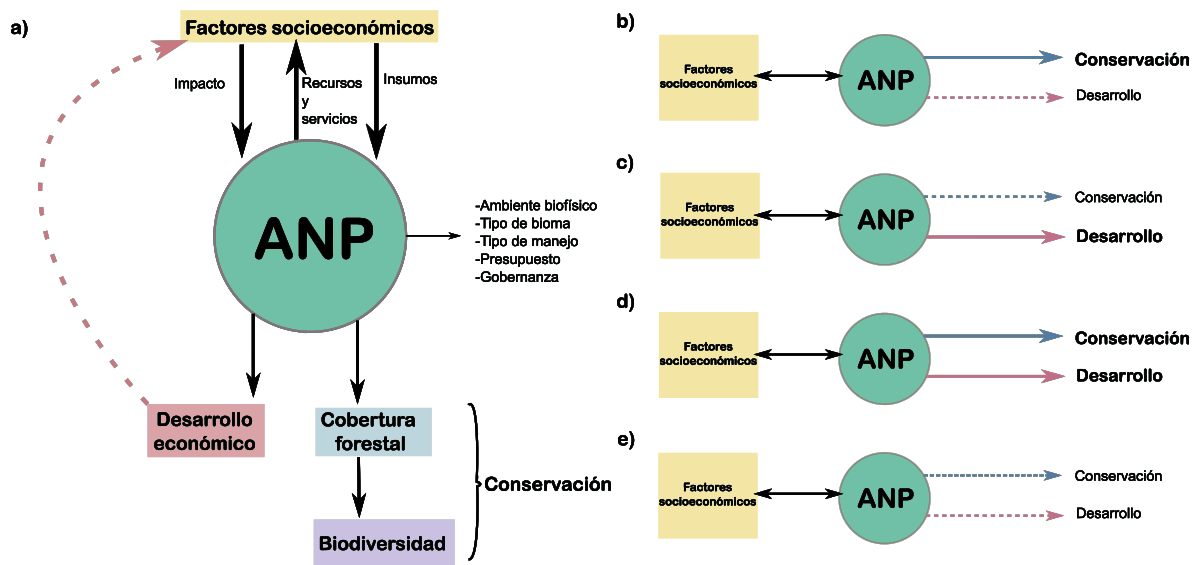 a)
Factores socioeconómicos
Impacto
Recursos
y
servicios
Insumos
ANP
-Ambiente biofísico
-Tipo de bioma
-Tipo de manejo
-Presupuesto
-Gobernanza
Desarrollo
económico
Cobertura
forestal
Conservación
Biodiversidad
b)
Factores
socioeconómicos
ANP
Conservación
Desarrollo
c)
Factores
socioeconómicos
ANP
Conservación
Desarrollo
d)
Factores
socioeconómicos
ANP
Conservación
Desarrollo
e)
Factores
socioeconómicos
ANP
Conservación
Desarrollo